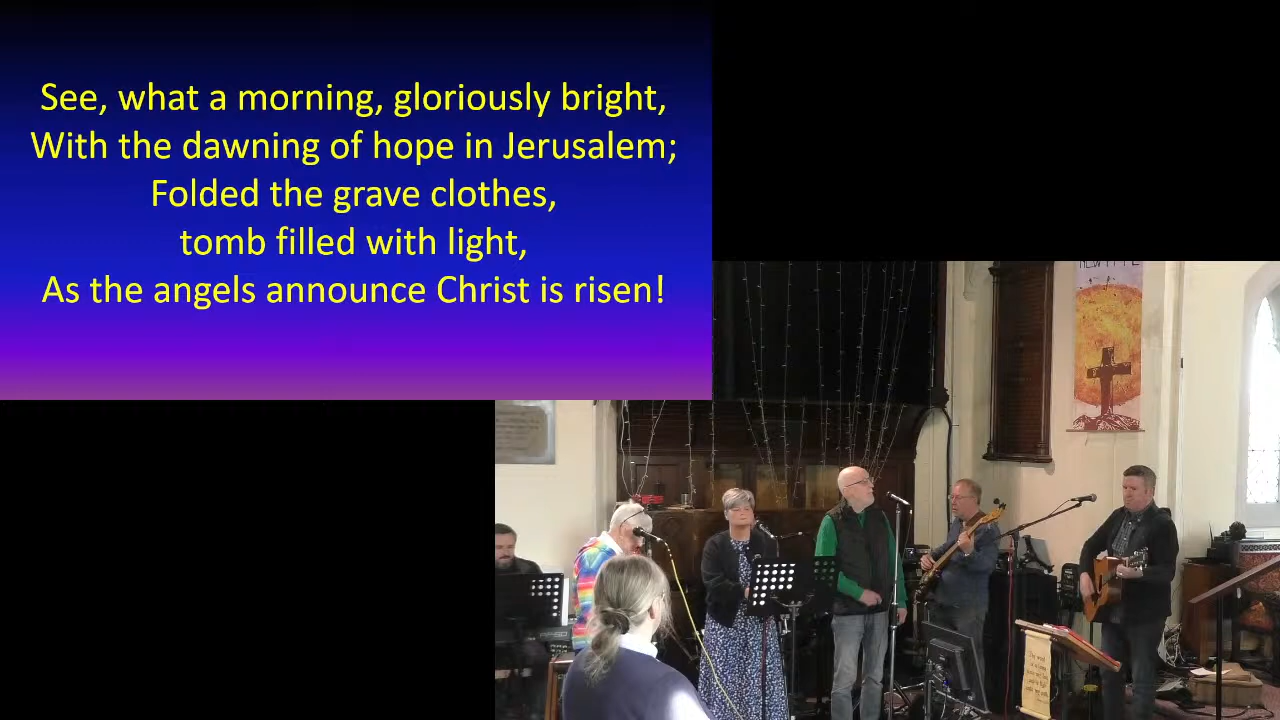 See, what a morning, gloriously bright,
With the dawning of hope in Jerusalem;
Folded the grave clothes,
tomb filled with light,
As the angels announce Christ is risen!